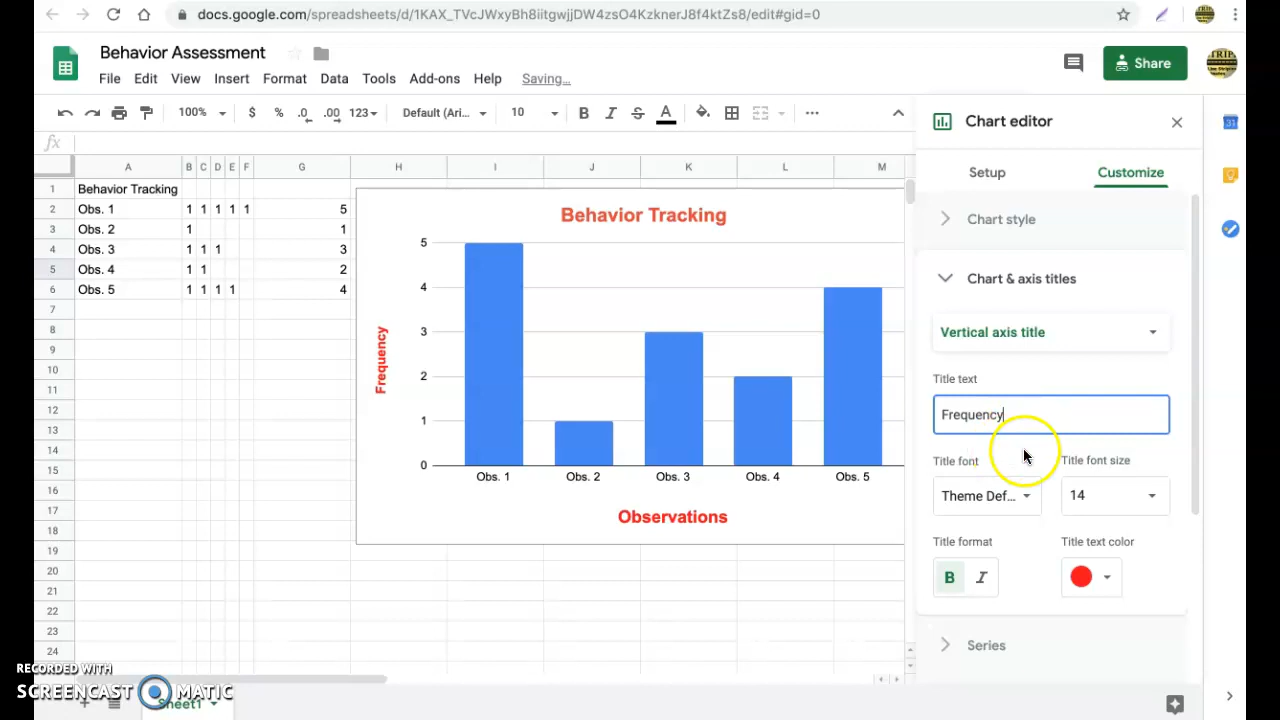 docs.google.com/spreadsheets/d/1KAX_TVcJWxyBh8iitgwjjDW4zsO4KzknerJ8f4ktZs8/edit#gid=0
Behavior Assessment
File Edit View Insert Format Data Tools Add-ons Help Saving...
Share
100% $ % .0 .00 123 Default (Ari... 10 B I S A
fx
Chart editor
Setup Customize
A B C D E F G H I J K L M
1 Behavior Tracking
2 Obs. 1 1 1 1 1 1 5
3 Obs. 2 1 1
4 Obs. 3 1 1 1 3
5 Obs. 4 1 1 2
6 Obs. 5 1 1 1 1 4
7
8
9
10
11
12
13
14
15
16
17
18
19
20
21
22
23
24
Behavior Tracking
5
4
3
2
1
0
Frequency
Obs. 1 Obs. 2 Obs. 3 Obs. 4 Obs. 5
Observations
Chart style
Chart & axis titles
Vertical axis title
Title text
Frequency
Title font Title font size
Theme Def... 14
Title format Title text color
B I
Series
31
RECORDED WITH
SCREENCAST MATIC
Sheet1